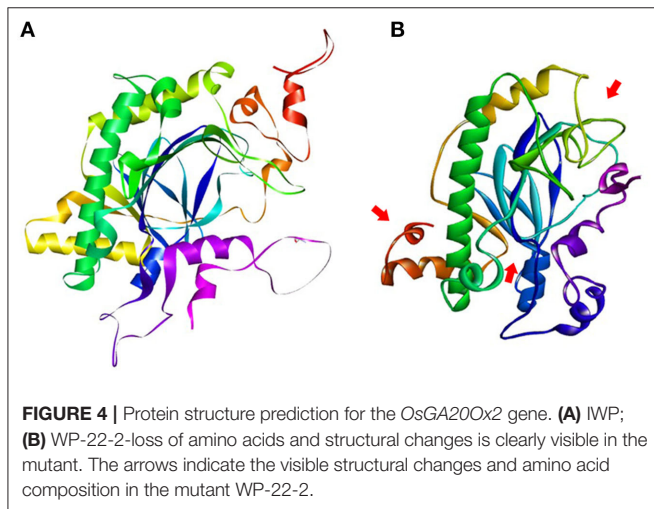 A
B
FIGURE 4 | Protein structure prediction for the OsGA20Ox2 gene. (A) IWP;
(B) WP-22-2-loss of amino acids and structural changes is clearly visible in the
mutant. The arrows indicate the visible structural changes and amino acid
composition in the mutant WP-22-2.